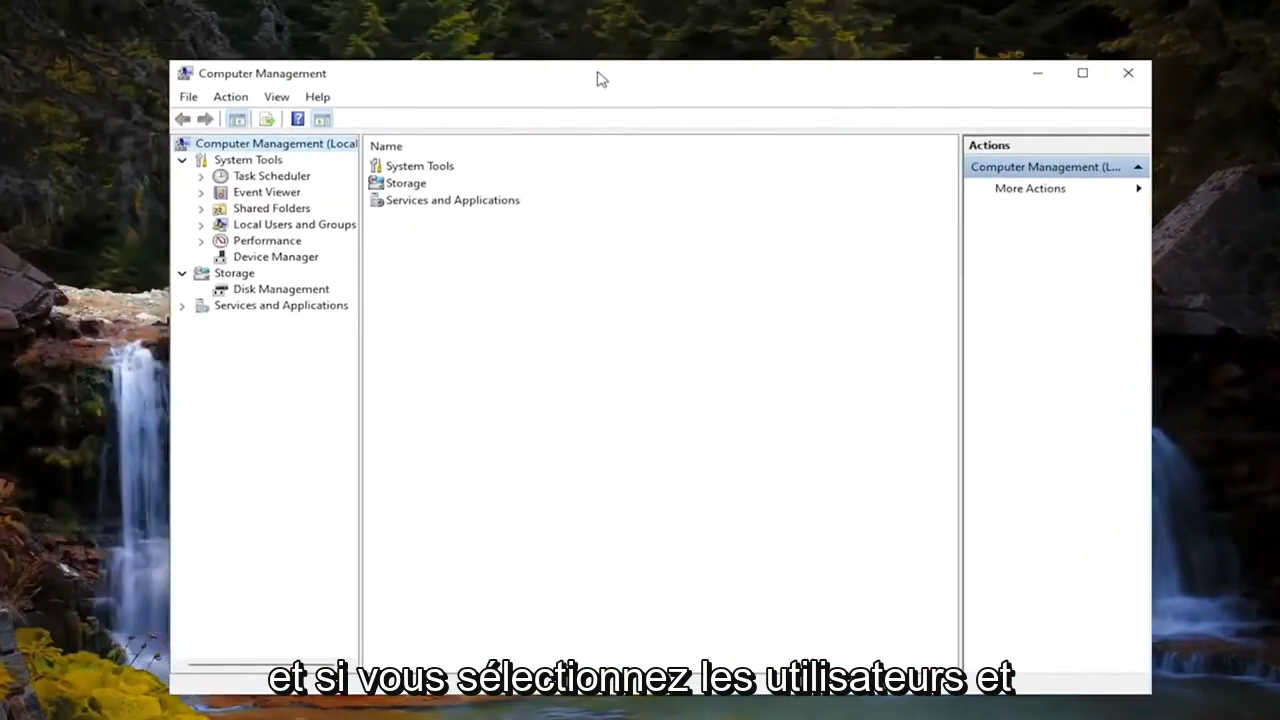 Computer Management
File Action View Help
Computer Management (Local
System Tools
Task Scheduler
Event Viewer
Shared Folders
Local Users and Groups
Performance
Device Manager
Storage
Disk Management
Services and Applications
Name
System Tools
Storage
Services and Applications
Actions
Computer Management (L...
More Actions
et si vous sélectionnez les utilisateurs et